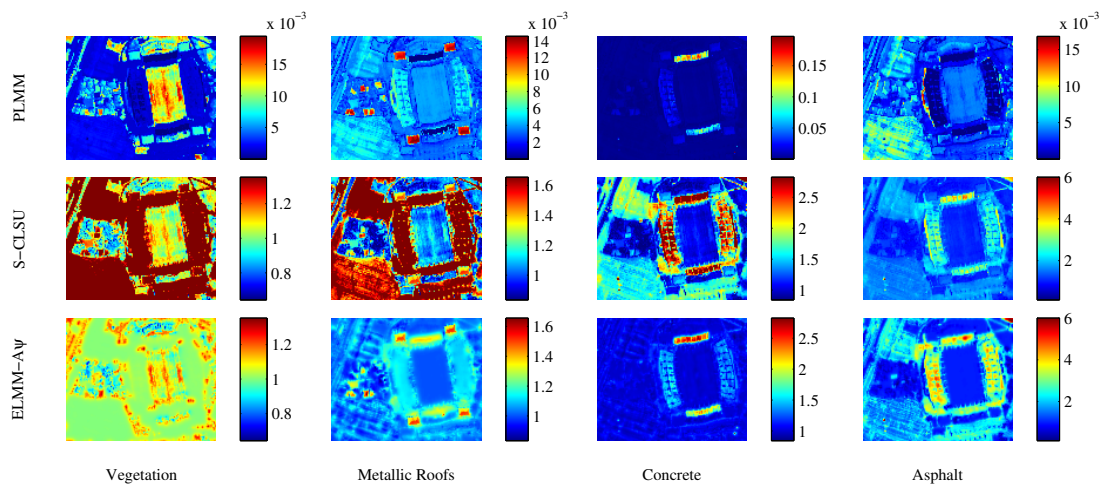 x 10⁻³ x 10⁻³ x 10⁻³
PLMM 15 10 5 14 12 10 8 6 4 2 0.15 0.1 0.05 15 10 5
S−CLSU 1.2 1 0.8 1.6 1.4 1.2 1 2.5 2 1.5 1 6 4 2
ELMM−Aψ 1.2 1 0.8 1.6 1.4 1.2 1 2.5 2 1.5 1 6 4 2
Vegetation Metallic Roofs Concrete Asphalt